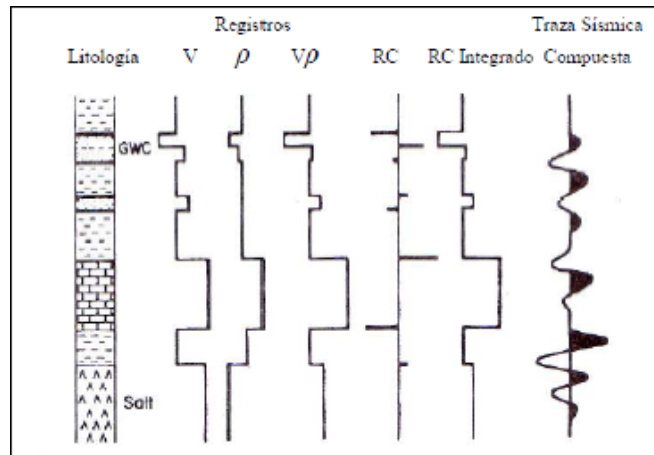 Registros
Traza Sísmica
Litología V ρ Vρ RC RC Integrado Compuesta
GWC
Salt